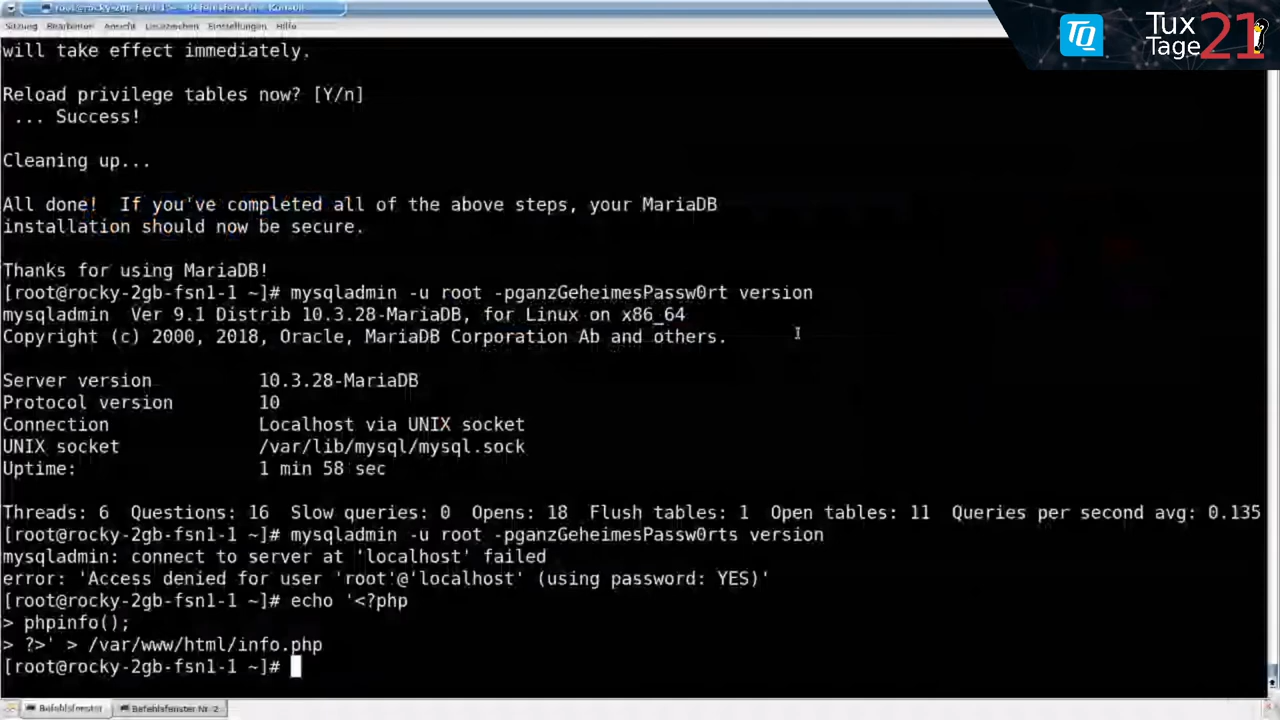 root@rocky-2gb-fsn1-1:~ - Befehlsfenster - Konsole
Sitzung Bearbeiten Ansicht Lesezeichen Einstellungen Hilfe
TQ
Tux
Tage
21
will take effect immediately.
Reload privilege tables now? [Y/n]
... Success!
Cleaning up...
All done!  If you've completed all of the above steps, your MariaDB
installation should now be secure.
Thanks for using MariaDB!
[root@rocky-2gb-fsn1-1 ~]# mysqladmin -u root -pganzGeheimesPassw0rt version
mysqladmin  Ver 9.1 Distrib 10.3.28-MariaDB, for Linux on x86_64
Copyright (c) 2000, 2018, Oracle, MariaDB Corporation Ab and others.
Server version          10.3.28-MariaDB
Protocol version        10
Connection              Localhost via UNIX socket
UNIX socket             /var/lib/mysql/mysql.sock
Uptime:                 1 min 58 sec
Threads: 6  Questions: 16  Slow queries: 0  Opens: 18  Flush tables: 1  Open tables: 11  Queries per second avg: 0.135
[root@rocky-2gb-fsn1-1 ~]# mysqladmin -u root -pganzGeheimesPassw0rts version
mysqladmin: connect to server at 'localhost' failed
error: 'Access denied for user 'root'@'localhost' (using password: YES)'
[root@rocky-2gb-fsn1-1 ~]# echo '<?php
> phpinfo();
> ?>' > /var/www/html/info.php
[root@rocky-2gb-fsn1-1 ~]#
Befehlsfenster
Befehlsfenster Nr. 2